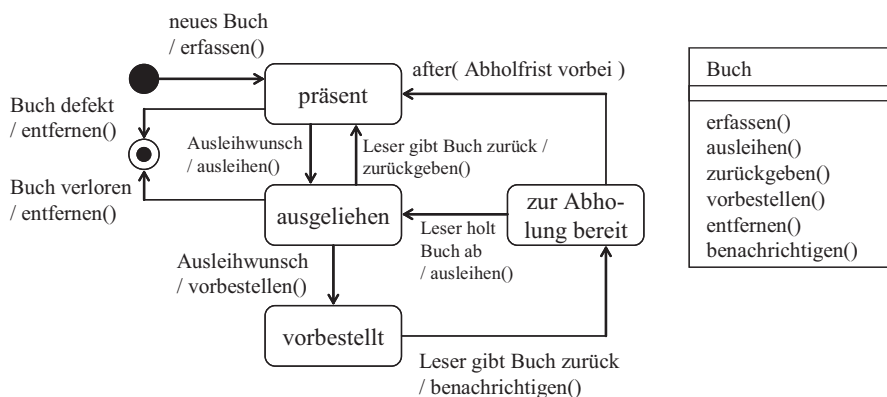 neues Buch
/ erfassen()
präsent
after( Abholfrist vorbei )
Buch defekt
/ entfernen()
Ausleihwunsch
/ ausleihen()
Leser gibt Buch zurück /
zurückgeben()
Buch verloren
/ entfernen()
ausgeliehen
Leser holt
Buch ab
/ ausleihen()
zur Abho-
lung bereit
Ausleihwunsch
/ vorbestellen()
vorbestellt
Leser gibt Buch zurück
/ benachrichtigen()
Buch
erfassen()
ausleihen()
zurückgeben()
vorbestellen()
entfernen()
benachrichtigen()